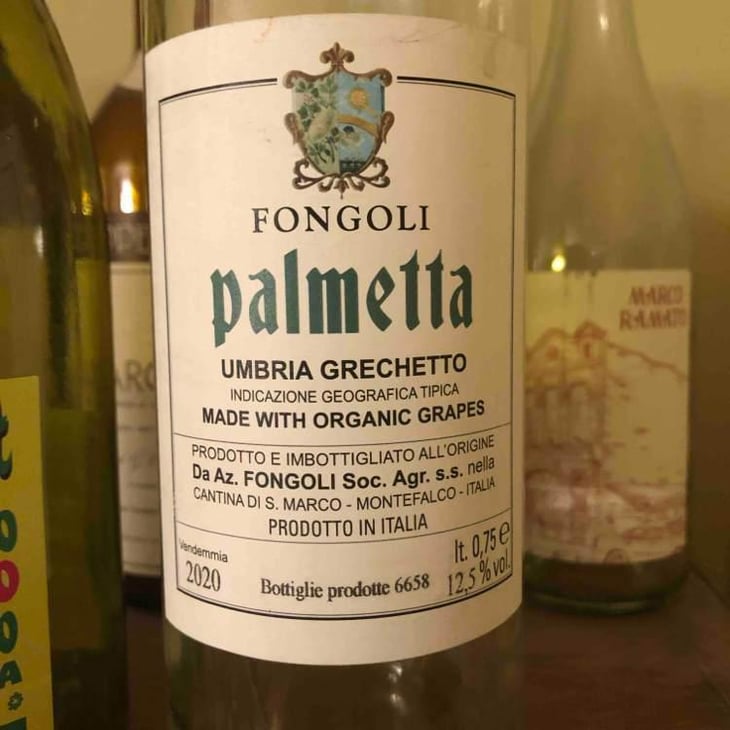 FONGOLI
palmetta
UMBRIA GRECHETTO
INDICAZIONE GEOGRAFICA TIPICA
MADE WITH ORGANIC GRAPES
PRODOTTO E IMBOTTIGLIATO ALL'ORIGINE
Da Az. FONGOLI Soc. Agr. s.s. nella
CANTINA DI S. MARCO - MONTEFALCO - ITALIA
PRODOTTO IN ITALIA
Vendemmia
2020
Bottiglie prodotte 6658
lt. 0,75 e
12,5 % vol.
MARCO
RAMATO